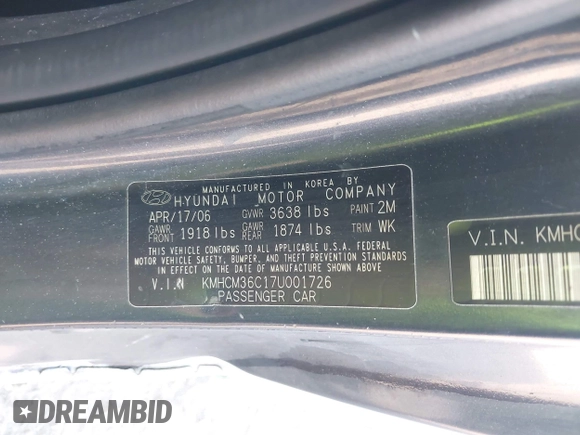 MANUFACTURED IN KOREA BY
HYUNDAI MOTOR COMPANY
APR/17/06 GVWR 3638 lbs PAINT 2M
GAWR FRONT 1918 lbs GAWR REAR 1874 lbs TRIM WK
THIS VEHICLE CONFORMS TO ALL APPLICABLE U.S.A. FEDERAL
MOTOR VEHICLE SAFETY, BUMPER, AND THEFT PREVENTION STANDARDS
IN EFFECT ON THE DATE OF MANUFACTURE SHOWN ABOVE.
V.I.N KMHCM36C17U001726
PASSENGER CAR
V.I.N. KMHC
DREAMBID